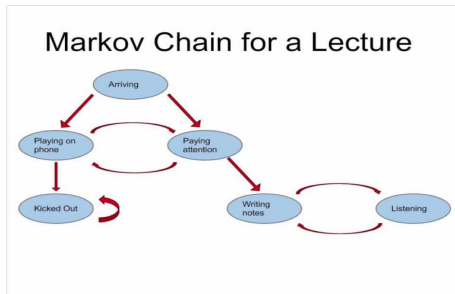 Markov Chain for a Lecture
Arriving
Playing on
phone
Paying
attention
Kicked Out
Writing
notes
Listening